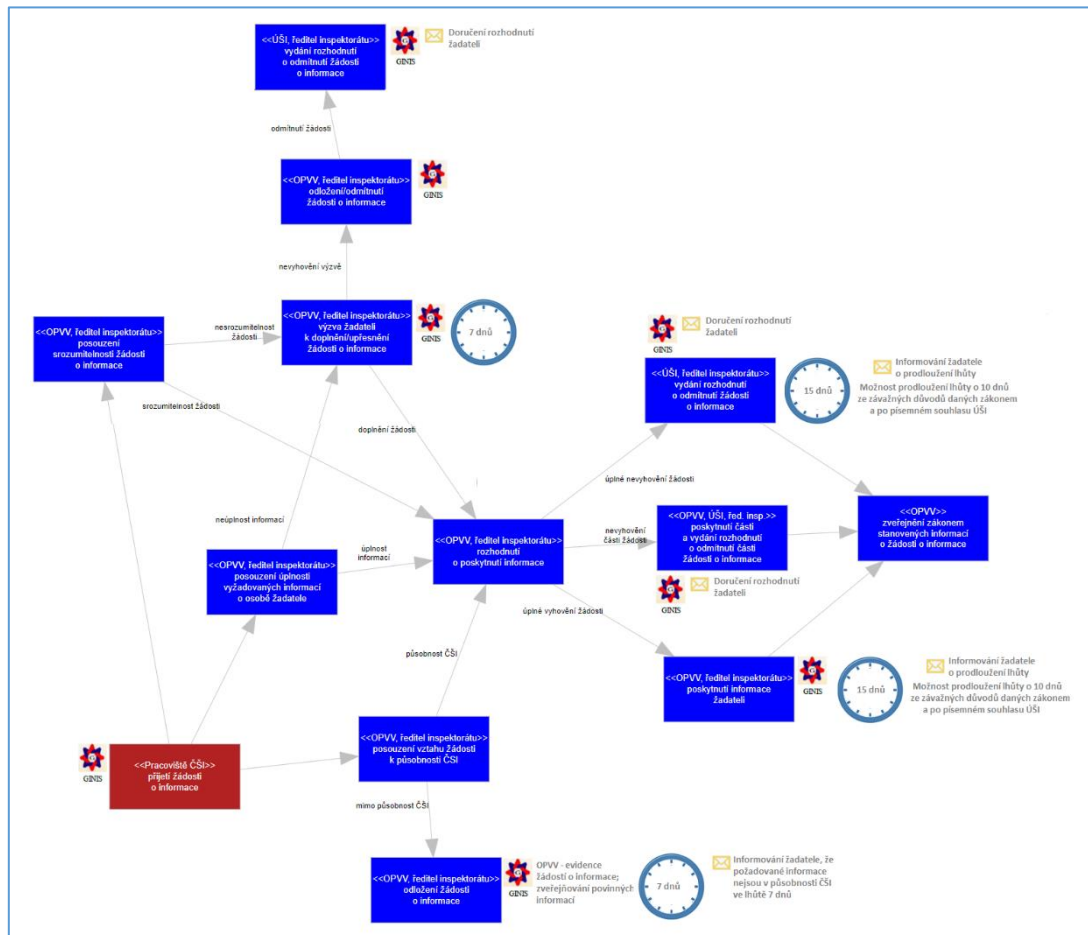 <<ÚŠI, ředitel inspektorátu>>
vydání rozhodnutí
o odmítnutí žádosti
o informace
GINIS
Doručení rozhodnutí
žadateli
odmítnutí žádosti
<<OPVV, ředitel inspektorátu>>
odložení/odmítnutí
žádosti o informace
GINIS
nevyhovění výzvě
<<OPVV, ředitel inspektorátu>>
posouzení
srozumitelnosti žádosti
o informace
nesrozumitelnost
žádosti
<<OPVV, ředitel inspektorátu>>
výzva žadateli
k doplnění/upřesnění
žádosti o informace
GINIS
7 dnů
srozumitelnost žádosti
doplnění žádosti
Doručení rozhodnutí
žadateli
GINIS
<<ÚŠI, ředitel inspektorátu>>
vydání rozhodnutí
o odmítnutí žádosti
o informace
15 dnů
Informování žadatele
o prodloužení lhůty
Možnost prodloužení lhůty o 10 dnů
ze závažných důvodů daných zákonem
a po písemném souhlasu ÚŠI
úplné nevyhovění žádosti
neúplnost informací
<<OPVV, ředitel inspektorátu>>
posouzení úplnosti
vyžadovaných informací
o osobě žadatele
úplnost
informací
<<OPVV, ředitel inspektorátu>>
rozhodnutí
o poskytnutí informace
nevyhovění
části žádosti
<<OPVV, ÚŠI, řed. insp.>>
poskytnutí části
a vydání rozhodnutí
o odmítnutí části
žádosti o informace
GINIS
Doručení rozhodnutí
žadateli
<<OPVV>>
zveřejnění zákonem
stanovených informací
o žádosti o informace
úplné vyhovění žádosti
působnost ČŠI
<<OPVV, ředitel inspektorátu>>
poskytnutí informace
žadateli
GINIS
15 dnů
Informování žadatele
o prodloužení lhůty
Možnost prodloužení lhůty o 10 dnů
ze závažných důvodů daných zákonem
a po písemném souhlasu ÚŠI
GINIS
<<Pracoviště ČŠI>>
přijetí žádosti
o informace
<<OPVV, ředitel inspektorátu>>
posouzení vztahu žádosti
k působnosti ČSI
mimo působnost ČŠI
<<OPVV, ředitel inspektorátu>>
odložení žádosti
o informace
GINIS
OPVV - evidence
žádostí o informace;
zveřejňování povinných
informací
7 dnů
Informování žadatele, že
požadované informace
nejsou v působnosti ČŠI
ve lhůtě 7 dnů